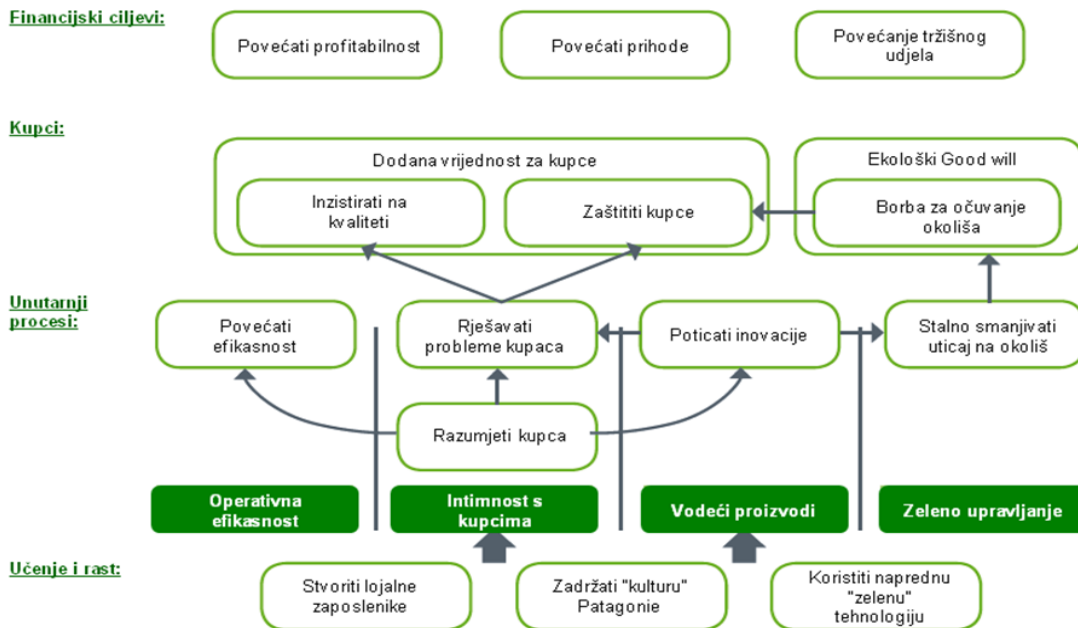 Financijski ciljevi:
Povećati profitabilnost
Povećati prihode
Povećanje tržišnog
udjela
Kupci:
Dodana vrijednost za kupce
Ekološki Good will
Inzistirati na
kvaliteti
Zaštititi kupce
Borba za očuvanje
okoliša
Unutarnji
procesi:
Povećati
efikasnost
Rješavati
probleme kupaca
Poticati inovacije
Stalno smanjivati
uticaj na okoliš
Razumjeti kupca
Operativna
efikasnost
Intimnost s
kupcima
Vodeći proizvodi
Zeleno upravljanje
Učenje i rast:
Stvoriti lojalne
zaposlenike
Zadržati "kulturu"
Patagonie
Koristiti naprednu
"zelenu"
tehnologiju